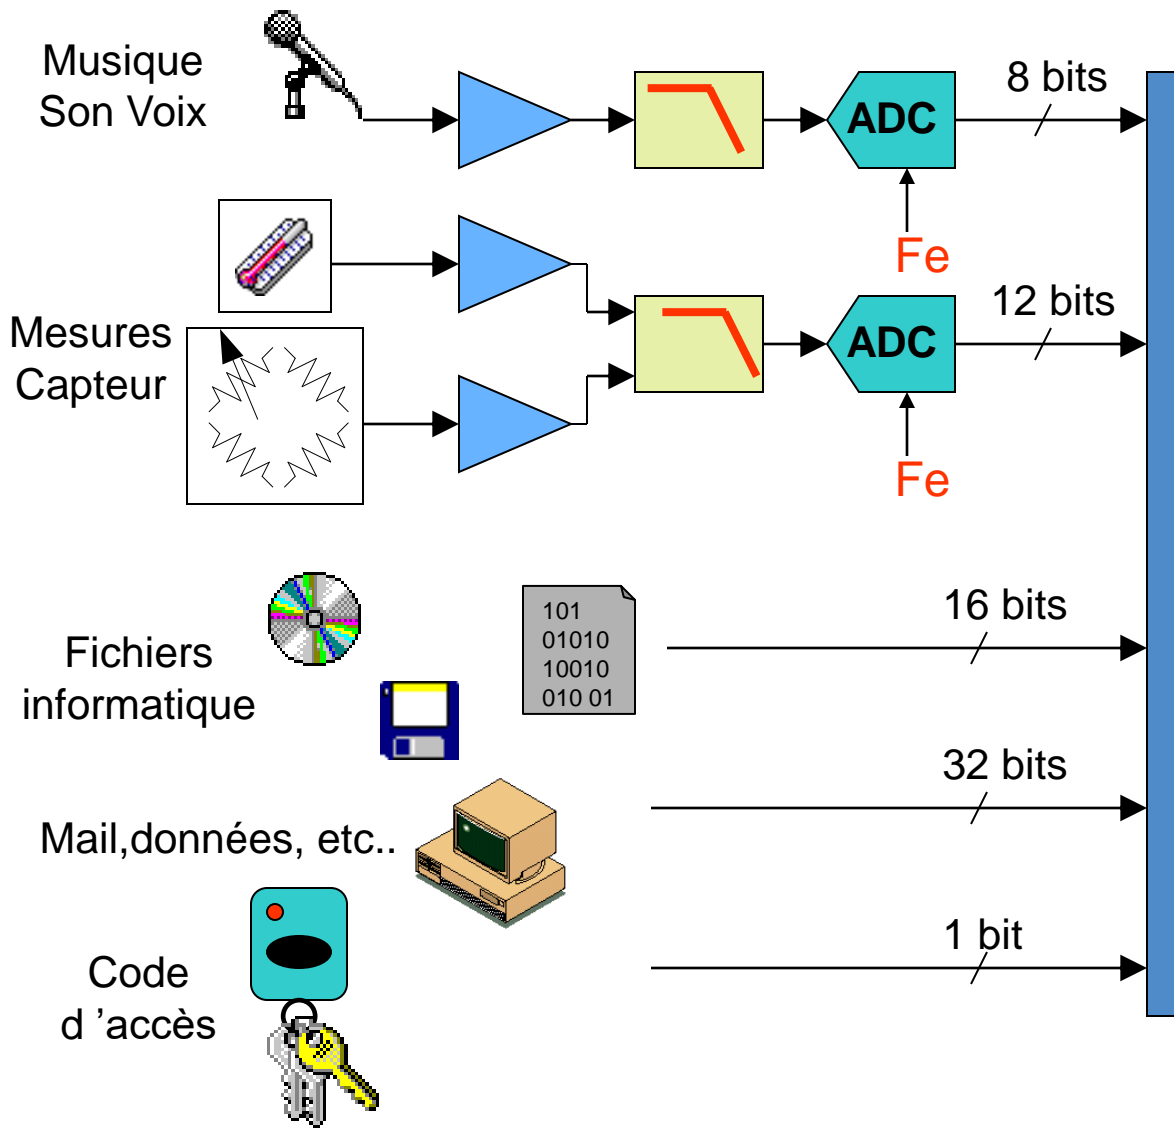 Musique
Son Voix
8 bits
ADC
Fe
12 bits
Mesures
Capteur
ADC
Fe
101
01010
10010
010 01
16 bits
Fichiers
informatique
32 bits
Mail,données, etc..
1 bit
Code
d ’accès